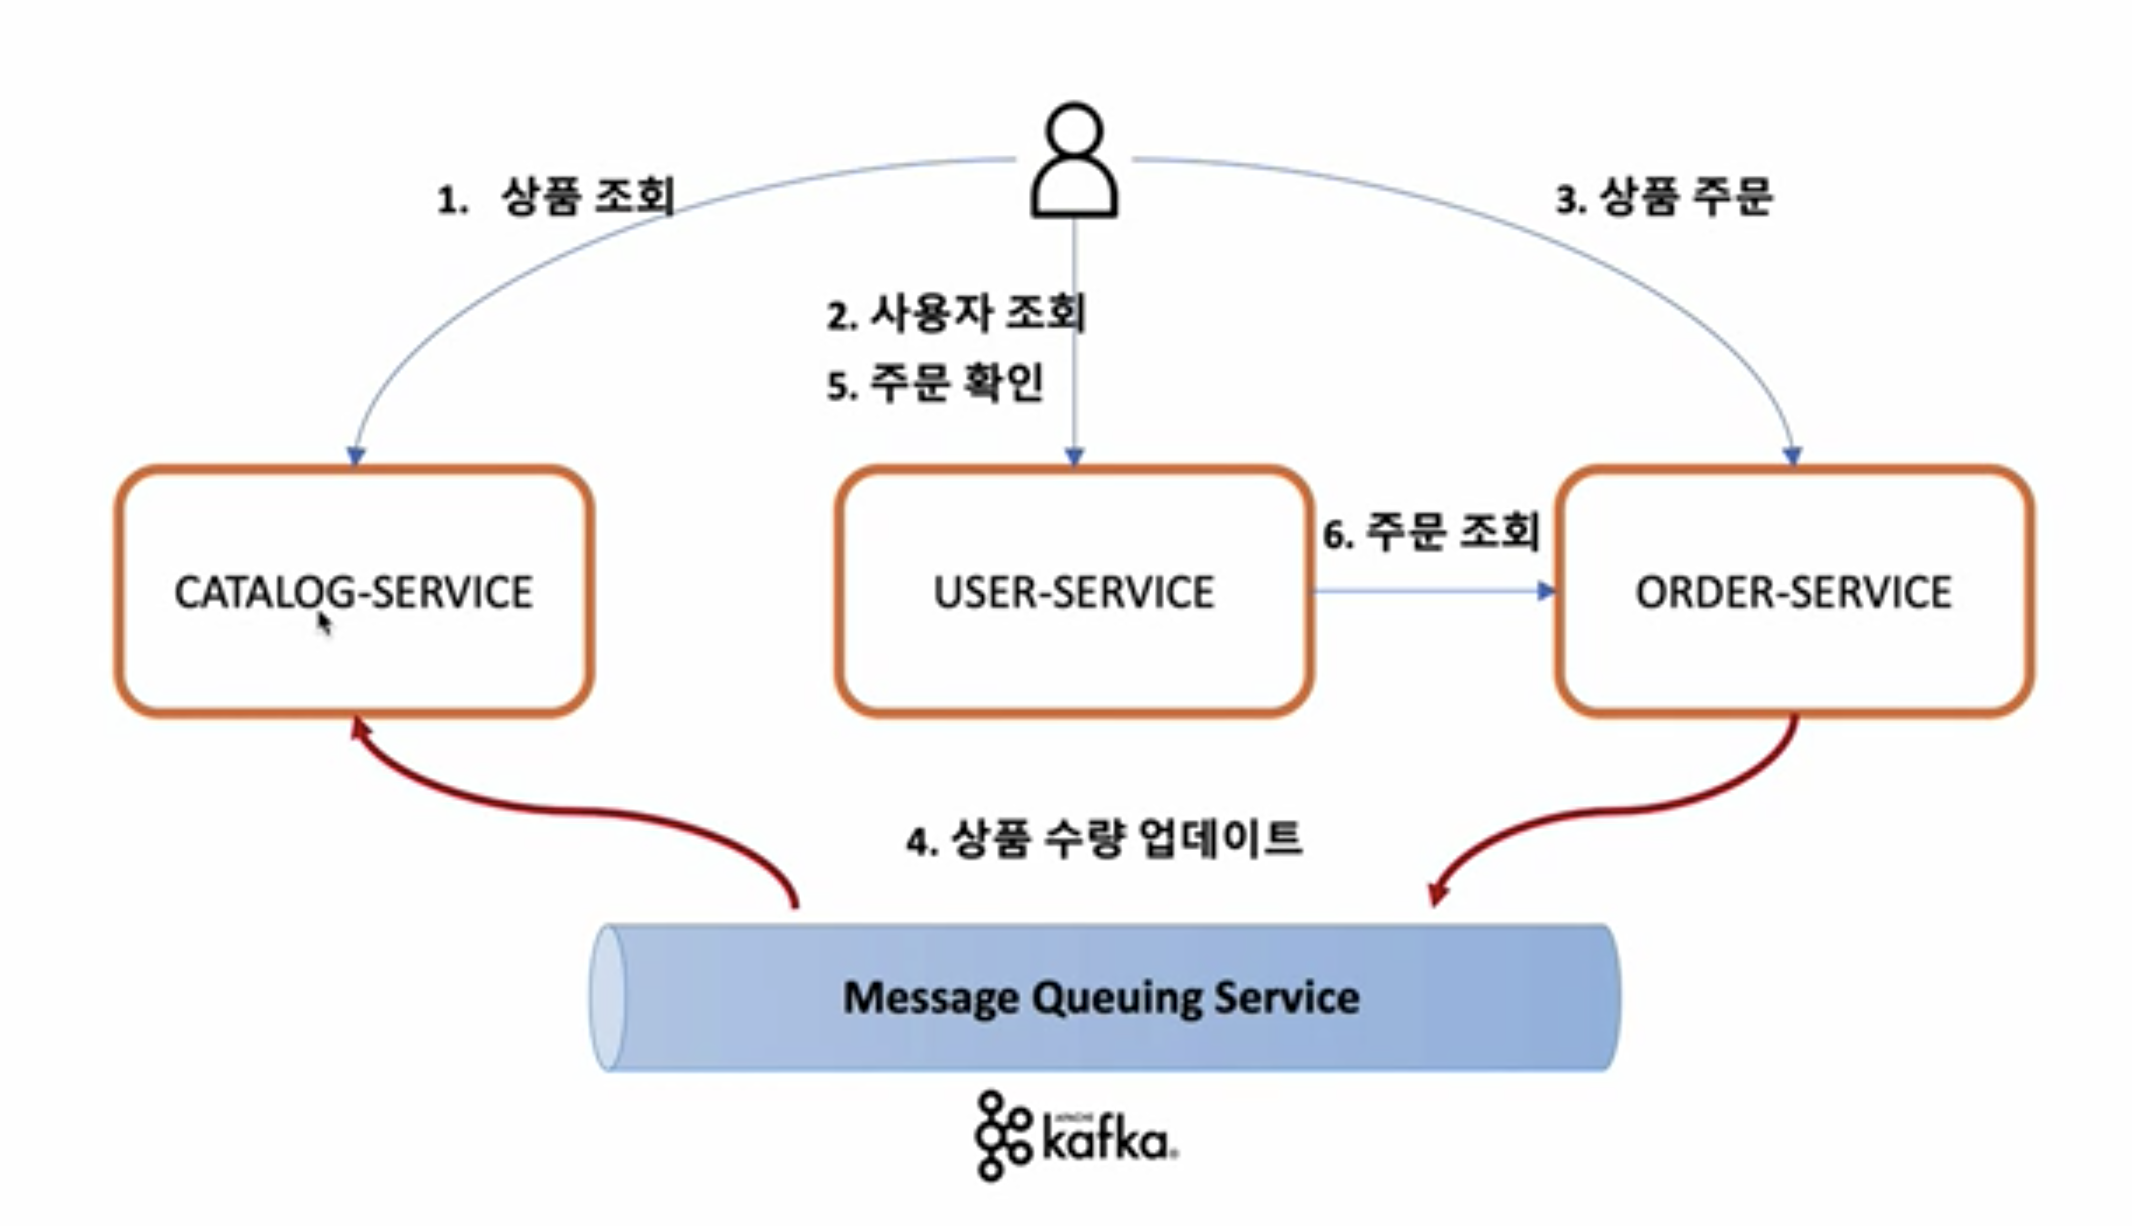 1. 상품 조회
3. 상품 주문
2. 사용자 조회
5. 주문 확인
CATALOG-SERVICE
USER-SERVICE
6. 주문 조회
ORDER-SERVICE
4. 상품 수량 업데이트
Message Queuing Service
APACHE
kafka®